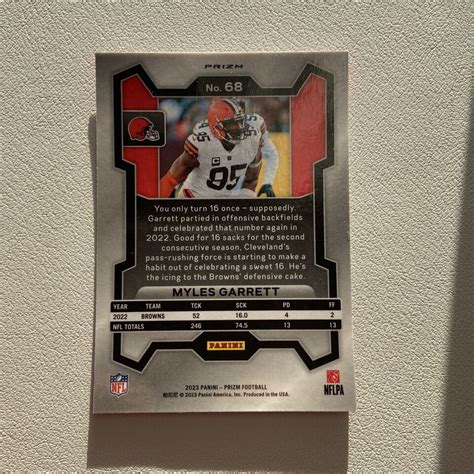 PRIZM
No. 68
95
C
95
You only turn 16 once – supposedly.
Garrett partied in offensive backfields
and celebrated that number again in
2022. Good for 16 sacks for the second
consecutive season, Cleveland's
pass-rushing force is starting to make a
habit out of celebrating a sweet 16. He's
the icing to the Browns' defensive cake.
MYLES GARRETT
YEAR TEAM TCK SCK PD FF
2022 BROWNS 52 16.0 4 2
NFL TOTALS 246 74.5 13 13
PANINI
NFL
NFLPA
2023 PANINI – PRIZM FOOTBALL
© 2023 Panini America, Inc. Produced in the USA.